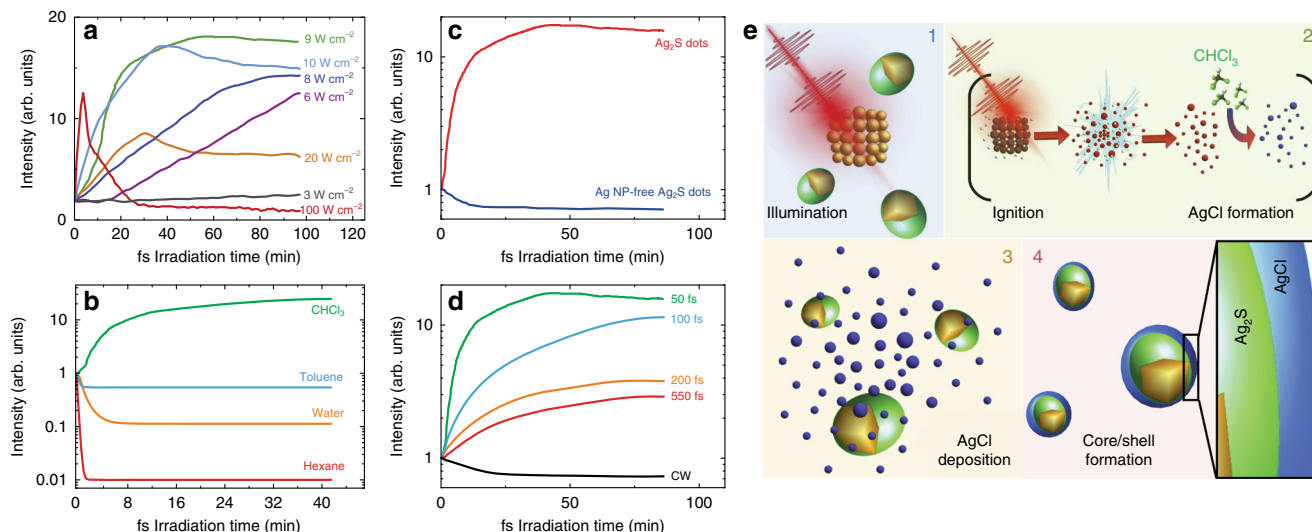 a
Intensity (arb. units)
20
10
0
9 W cm⁻²
10 W cm⁻²
8 W cm⁻²
6 W cm⁻²
20 W cm⁻²
3 W cm⁻²
100 W cm⁻²
0 20 40 60 80 100 120
fs Irradiation time (min)
b
Intensity (arb. units)
10
1
0.1
0.01
CHCl₃
Toluene
Water
Hexane
0 8 16 24 32 40
fs Irradiation time (min)
c
Intensity (arb. units)
10
1
Ag₂S dots
Ag NP-free Ag₂S dots
0 50 100
fs Irradiation time (min)
d
Intensity (arb. units)
10
1
50 fs
100 fs
200 fs
550 fs
CW
0 50 100
fs Irradiation time (min)
e
1
Illumination
2
CHCl₃
Ignition
AgCl formation
3
AgCl
deposition
4
Core/shell
formation
Ag₂S
AgCl